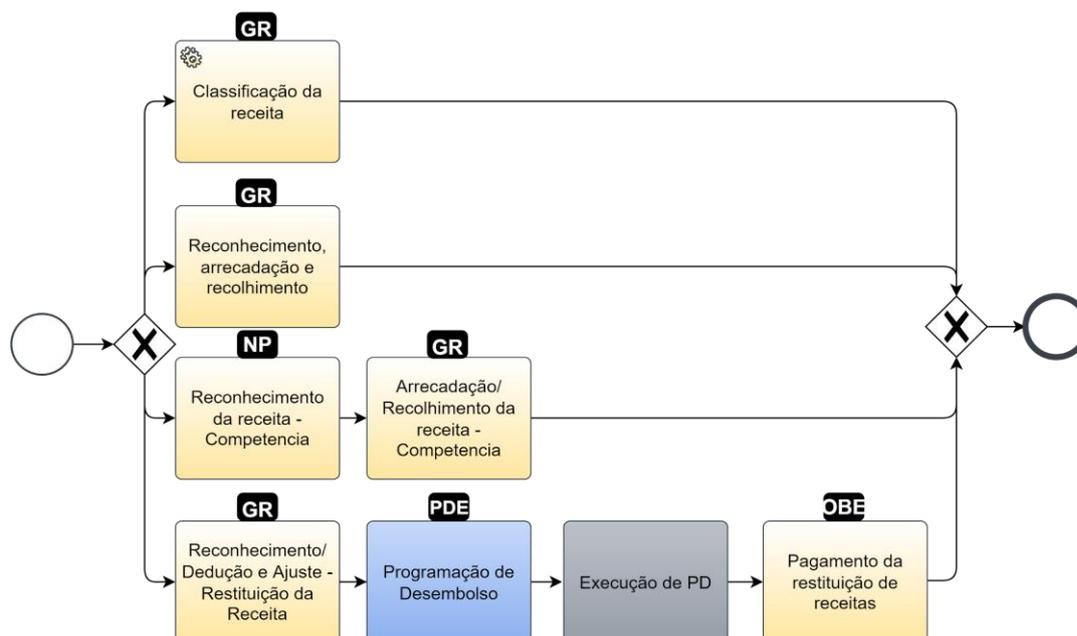 GR
Classificação da
receita
GR
Reconhecimento,
arrecadação e
recolhimento
NP
Reconhecimento
da receita -
Competencia
GR
Arrecadação/
Recolhimento da
receita -
Competencia
GR
Reconhecimento/
Dedução e Ajuste -
Restituição da
Receita
PDE
Programação de
Desembolso
Execução de PD
OBE
Pagamento da
restituição de
receitas